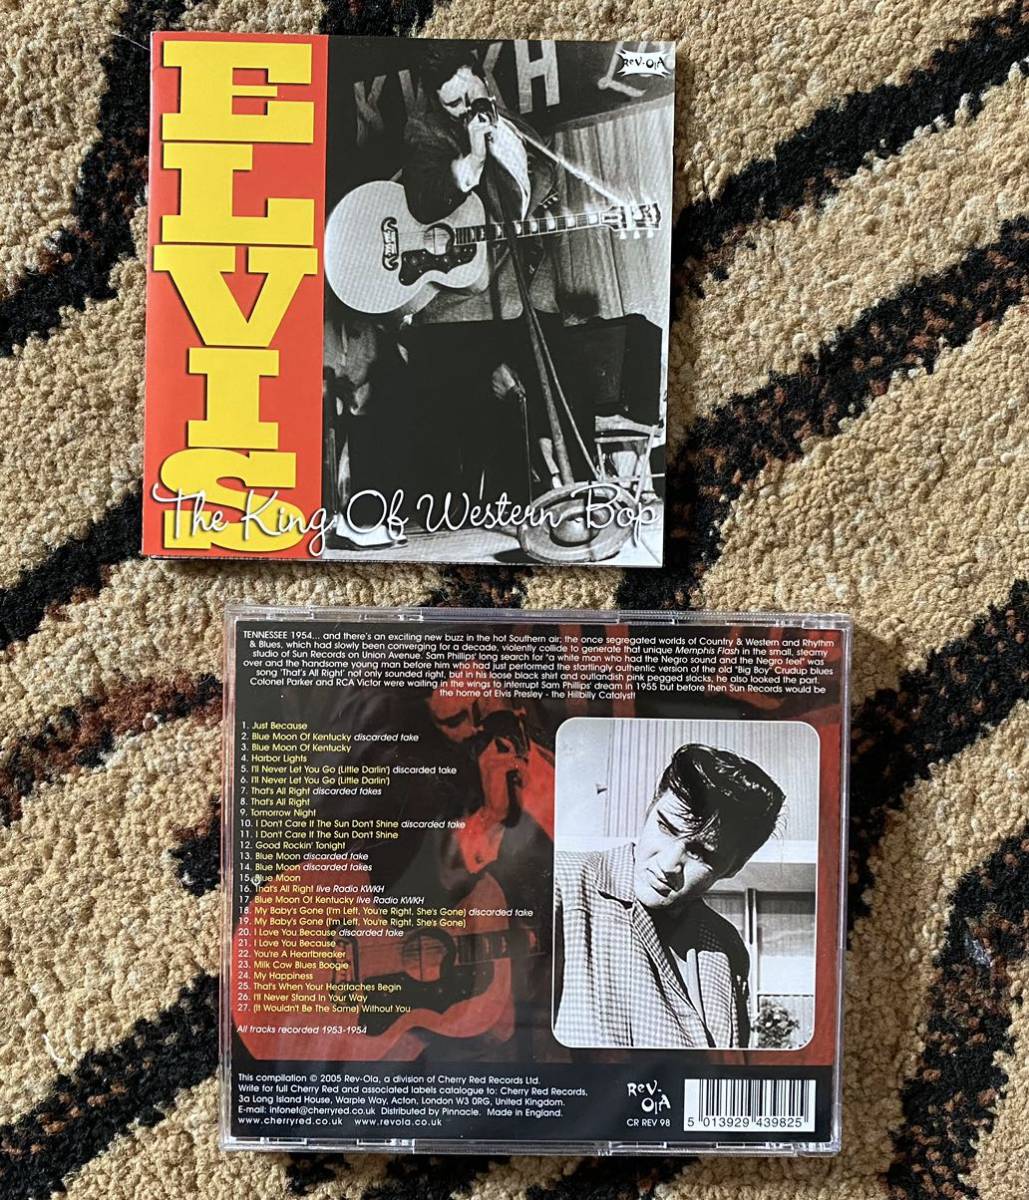 ELVIS
KWKH L
ReV-OlA
The King Of Western Bop
TENNESSEE 1954... and there's an exciting new buzz in the hot Southern air; the once segregated worlds of Country & Western and Rhythm
& Blues, which had slowly been converging for a decade, violently collide to generate that unique Memphis Flash in the small, steamy
studio of Sun Records on Union Avenue. Sam Phillips' long search for "a white man who had the Negro sound and the Negro feel" was
over and the handsome young man before him who had just performed the startlingly authentic version of the old "Big Boy" Crudup blues
song 'That's All Right' not only sounded right, but in his loose black shirt and outlandish pink pegged slacks, he also looked the part.
Colonel Parker and RCA Victor were waiting in the wings to interrupt Sam Phillips' dream in 1955 but before then Sun Records would be
the home of Elvis Presley - the Hillbilly Catalyst!
1. Just Because
2. Blue Moon Of Kentucky discarded take
3. Blue Moon Of Kentucky
4. Harbor Lights
5. I'll Never Let You Go (Little Darlin') discarded take
6. I'll Never Let You Go (Little Darlin')
7. That's All Right discarded takes
8. That's All Right
9. Tomorrow Night
10. I Don't Care If The Sun Don't Shine discarded take
11. I Don't Care If The Sun Don't Shine
12. Good Rockin' Tonight
13. Blue Moon discarded take
14. Blue Moon discarded takes
15. Blue Moon
16. That's All Right live Radio KWKH
17. Blue Moon Of Kentucky live Radio KWKH
18. My Baby's Gone (I'm Left, You're Right, She's Gone) discarded take
19. My Baby's Gone (I'm Left, You're Right, She's Gone)
20. I Love You Because discarded take
21. I Love You Because
22. You're A Heartbreaker
23. Milk Cow Blues Boogie
24. My Happiness
25. That's When Your Heartaches Begin
26. I'll Never Stand In Your Way
27. (It Wouldn't Be The Same) Without You
All tracks recorded 1953-1954
This compilation © 2005 Rev-Ola, a division of Cherry Red Records Ltd.
Write for full Cherry Red and associated labels catalogue to: Cherry Red Records,
3a Long Island House, Warple Way, Acton, London W3 0RG, United Kingdom.
E-mail: infonet@cherryred.co.uk Distributed by Pinnacle. Made in England.
www.cherryred.co.uk www.revola.co.uk
ReV-
OlA
CR REV 98
5 013929 439825